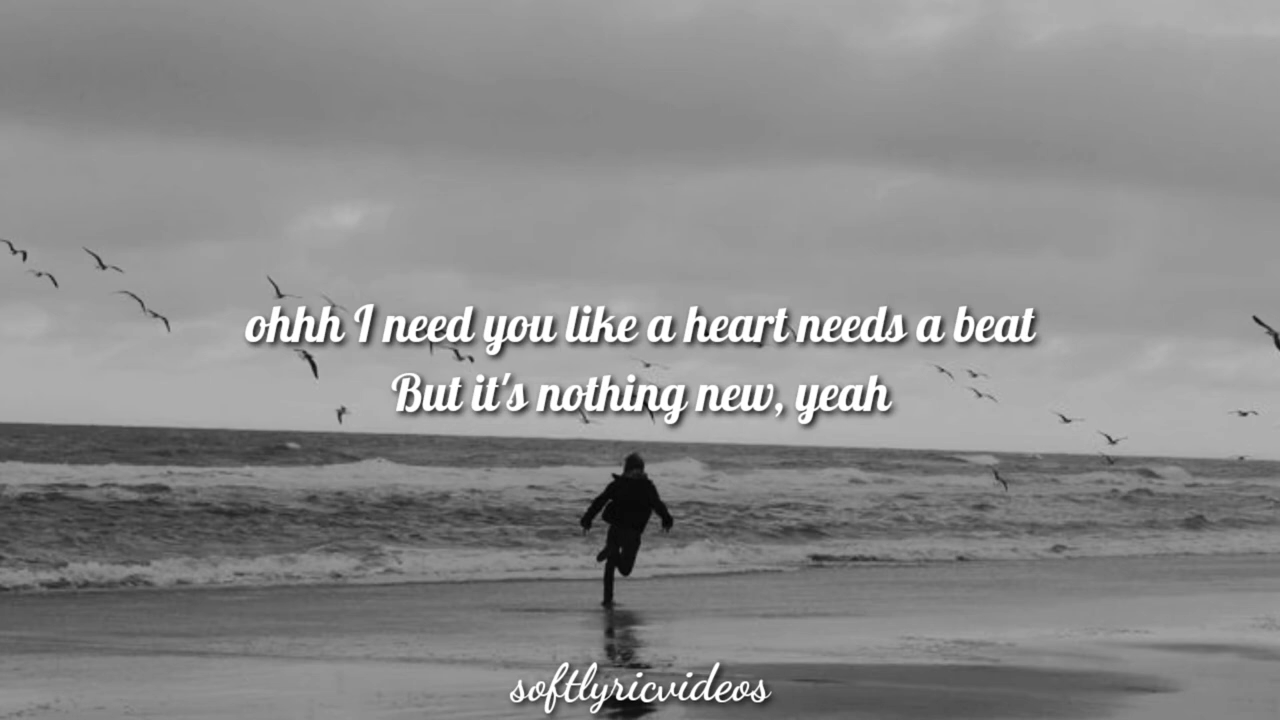 ohhh I need you like a heart needs a beat
But it's nothing new, yeah
softlyricvideos